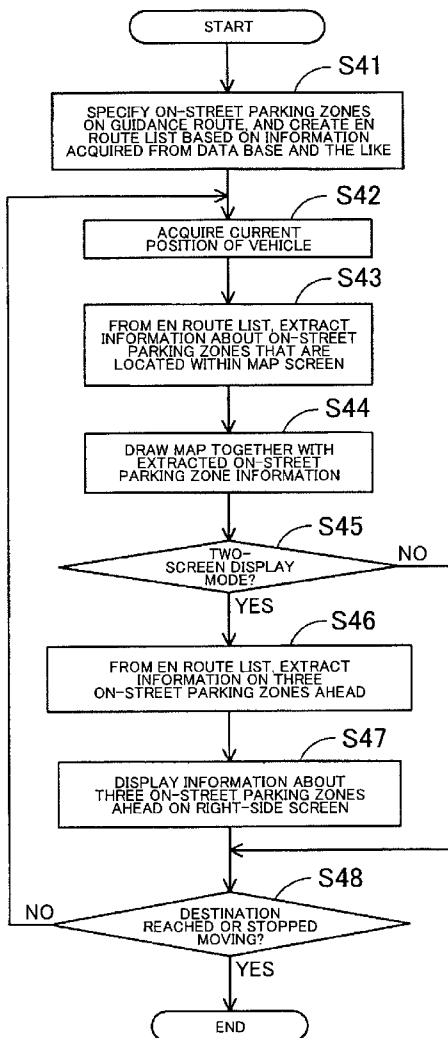 START
S41
SPECIFY ON-STREET PARKING ZONES
ON GUIDANCE ROUTE, AND CREATE EN
ROUTE LIST BASED ON INFORMATION
ACQUIRED FROM DATA BASE AND THE LIKE
S42
ACQUIRE CURRENT
POSITION OF VEHICLE
S43
FROM EN ROUTE LIST, EXTRACT
INFORMATION ABOUT ON-STREET
PARKING ZONES THAT ARE
LOCATED WITHIN MAP SCREEN
S44
DRAW MAP TOGETHER WITH
EXTRACTED ON-STREET
PARKING ZONE INFORMATION
S45
TWO-
SCREEN DISPLAY
MODE?
NO
YES
S46
FROM EN ROUTE LIST, EXTRACT
INFORMATION ON THREE
ON-STREET PARKING ZONES AHEAD
S47
DISPLAY INFORMATION ABOUT
THREE ON-STREET PARKING ZONES
AHEAD ON RIGHT-SIDE SCREEN
S48
NO
DESTINATION
REACHED OR STOPPED
MOVING?
YES
END